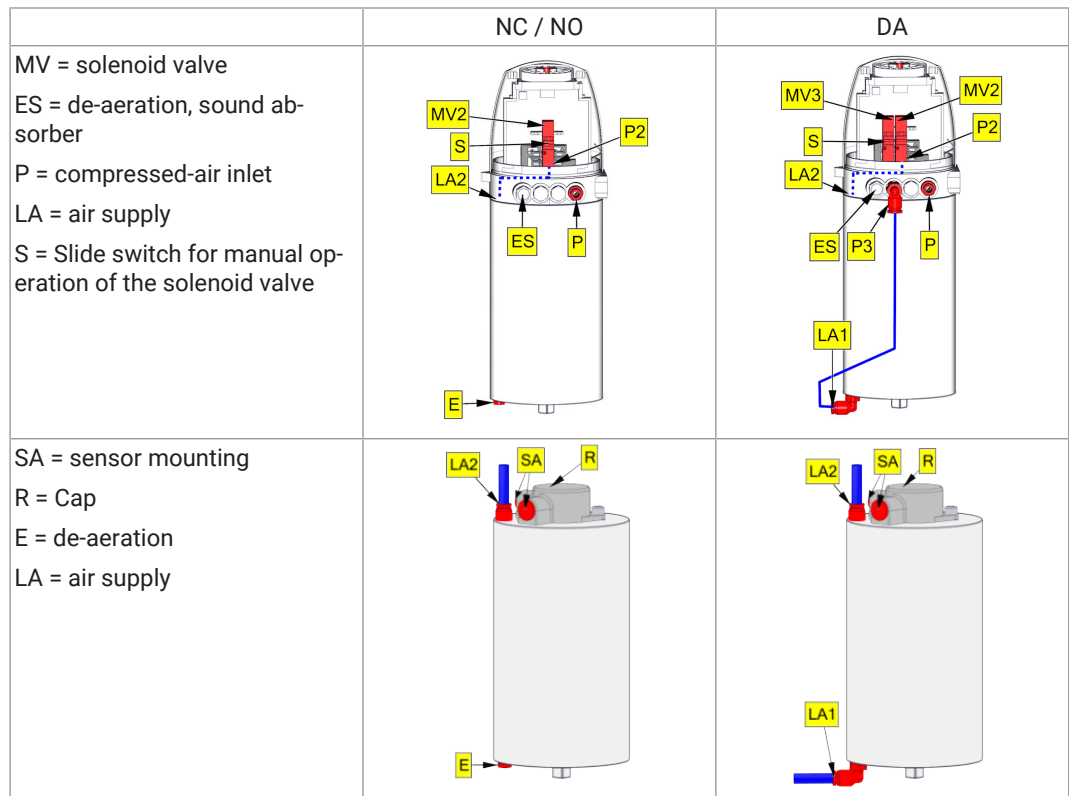 NC / NO
DA
MV = solenoid valve
ES = de-aeration, sound ab-
sorber
P = compressed-air inlet
LA = air supply
S = Slide switch for manual op-
eration of the solenoid valve
MV2
S
P2
LA2
ES
P
E
MV3
MV2
S
P2
LA2
ES
P3
P
LA1
SA = sensor mounting
R = Cap
E = de-aeration
LA = air supply
LA2
SA
R
E
LA2
SA
R
LA1